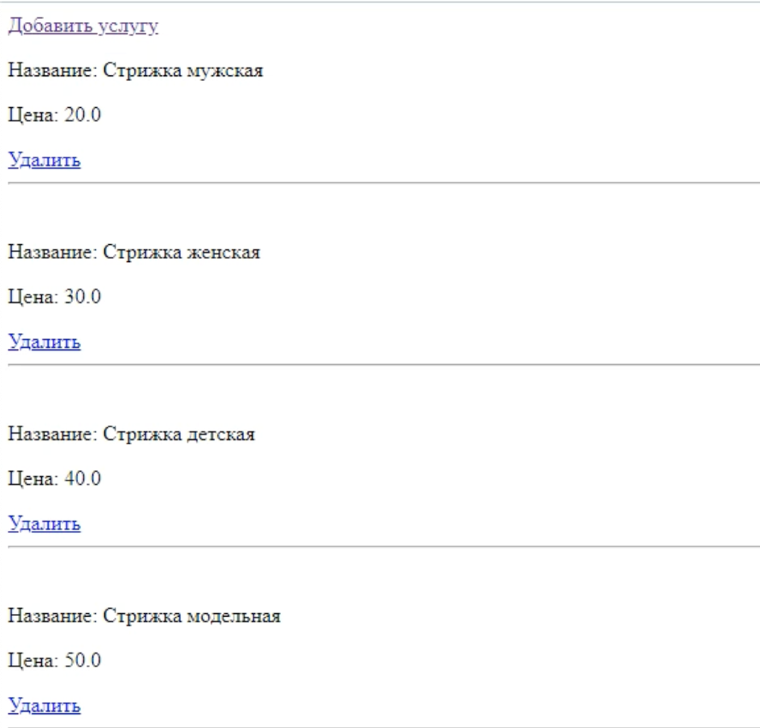 Добавить услугу
Название: Стрижка мужская
Цена: 20.0
Удалить
Название: Стрижка женская
Цена: 30.0
Удалить
Название: Стрижка детская
Цена: 40.0
Удалить
Название: Стрижка модельная
Цена: 50.0
Удалить